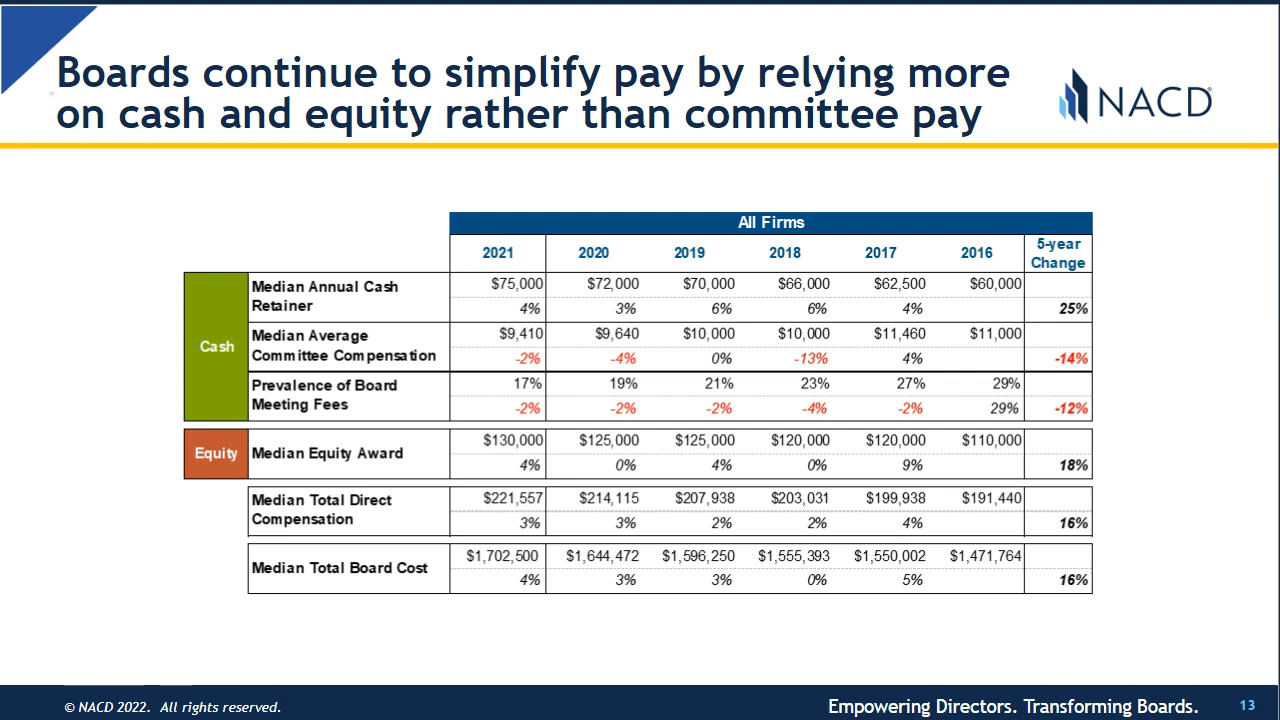 Boards continue to simplify pay by relying more
on cash and equity rather than committee pay
NACD
All Firms
2021 2020 2019 2018 2017 2016 5-year
Change
Cash
Median Annual Cash
Retainer
$75,000 $72,000 $70,000 $66,000 $62,500 $60,000
4% 3% 6% 6% 4% 25%
Median Average
Committee Compensation
$9,410 $9,640 $10,000 $10,000 $11,460 $11,000
-2% -4% 0% -13% 4% -14%
Prevalence of Board
Meeting Fees
17% 19% 21% 23% 27% 29%
-2% -2% -2% -4% -2% 29% -12%
Equity
Median Equity Award
$130,000 $125,000 $125,000 $120,000 $120,000 $110,000
4% 0% 4% 0% 9% 18%
Median Total Direct
Compensation
$221,557 $214,115 $207,938 $203,031 $199,938 $191,440
3% 3% 2% 2% 4% 16%
Median Total Board Cost
$1,702,500 $1,644,472 $1,596,250 $1,555,393 $1,550,002 $1,471,764
4% 3% 3% 0% 5% 16%
© NACD 2022. All rights reserved.
Empowering Directors. Transforming Boards.
13